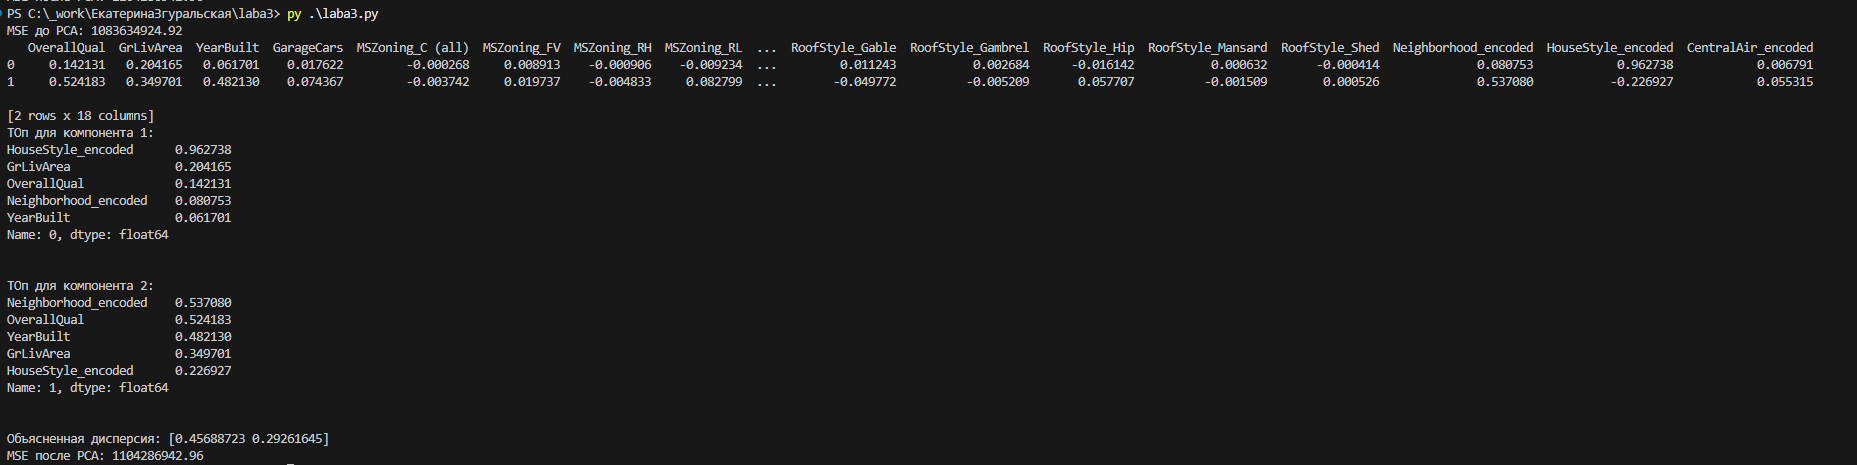 PS C:\_work\ЕкатеринаЗгуральская\laba3> py .\laba3.py
MSE до PCA: 1083634924.92
OverallQual GrLivArea YearBuilt GarageCars MSZoning_C (all) MSZoning_FV MSZoning_RH MSZoning_RL ... RoofStyle_Gable RoofStyle_Gambrel RoofStyle_Hip RoofStyle_Mansard RoofStyle_Shed Neighborhood_encoded HouseStyle_encoded CentralAir_encoded
0 0.142131 0.204165 0.061701 0.017622 -0.000268 0.008913 -0.000906 -0.009234 ... 0.011243 0.002684 -0.016142 0.000632 -0.000414 0.080753 0.962738 0.006791
1 0.524183 0.349701 0.482130 0.074367 -0.003742 0.019737 -0.004833 0.082799 ... -0.049772 -0.005209 0.057707 -0.001509 0.000526 0.537080 -0.226927 0.055315
[2 rows x 18 columns]
ТОп для компонента 1:
HouseStyle_encoded 0.962738
GrLivArea 0.204165
OverallQual 0.142131
Neighborhood_encoded 0.080753
YearBuilt 0.061701
Name: 0, dtype: float64
ТОп для компонента 2:
Neighborhood_encoded 0.537080
OverallQual 0.524183
YearBuilt 0.482130
GrLivArea 0.349701
HouseStyle_encoded 0.226927
Name: 1, dtype: float64
Объясненная дисперсия: [0.45688723 0.29261645]
MSE после PCA: 1104286942.96